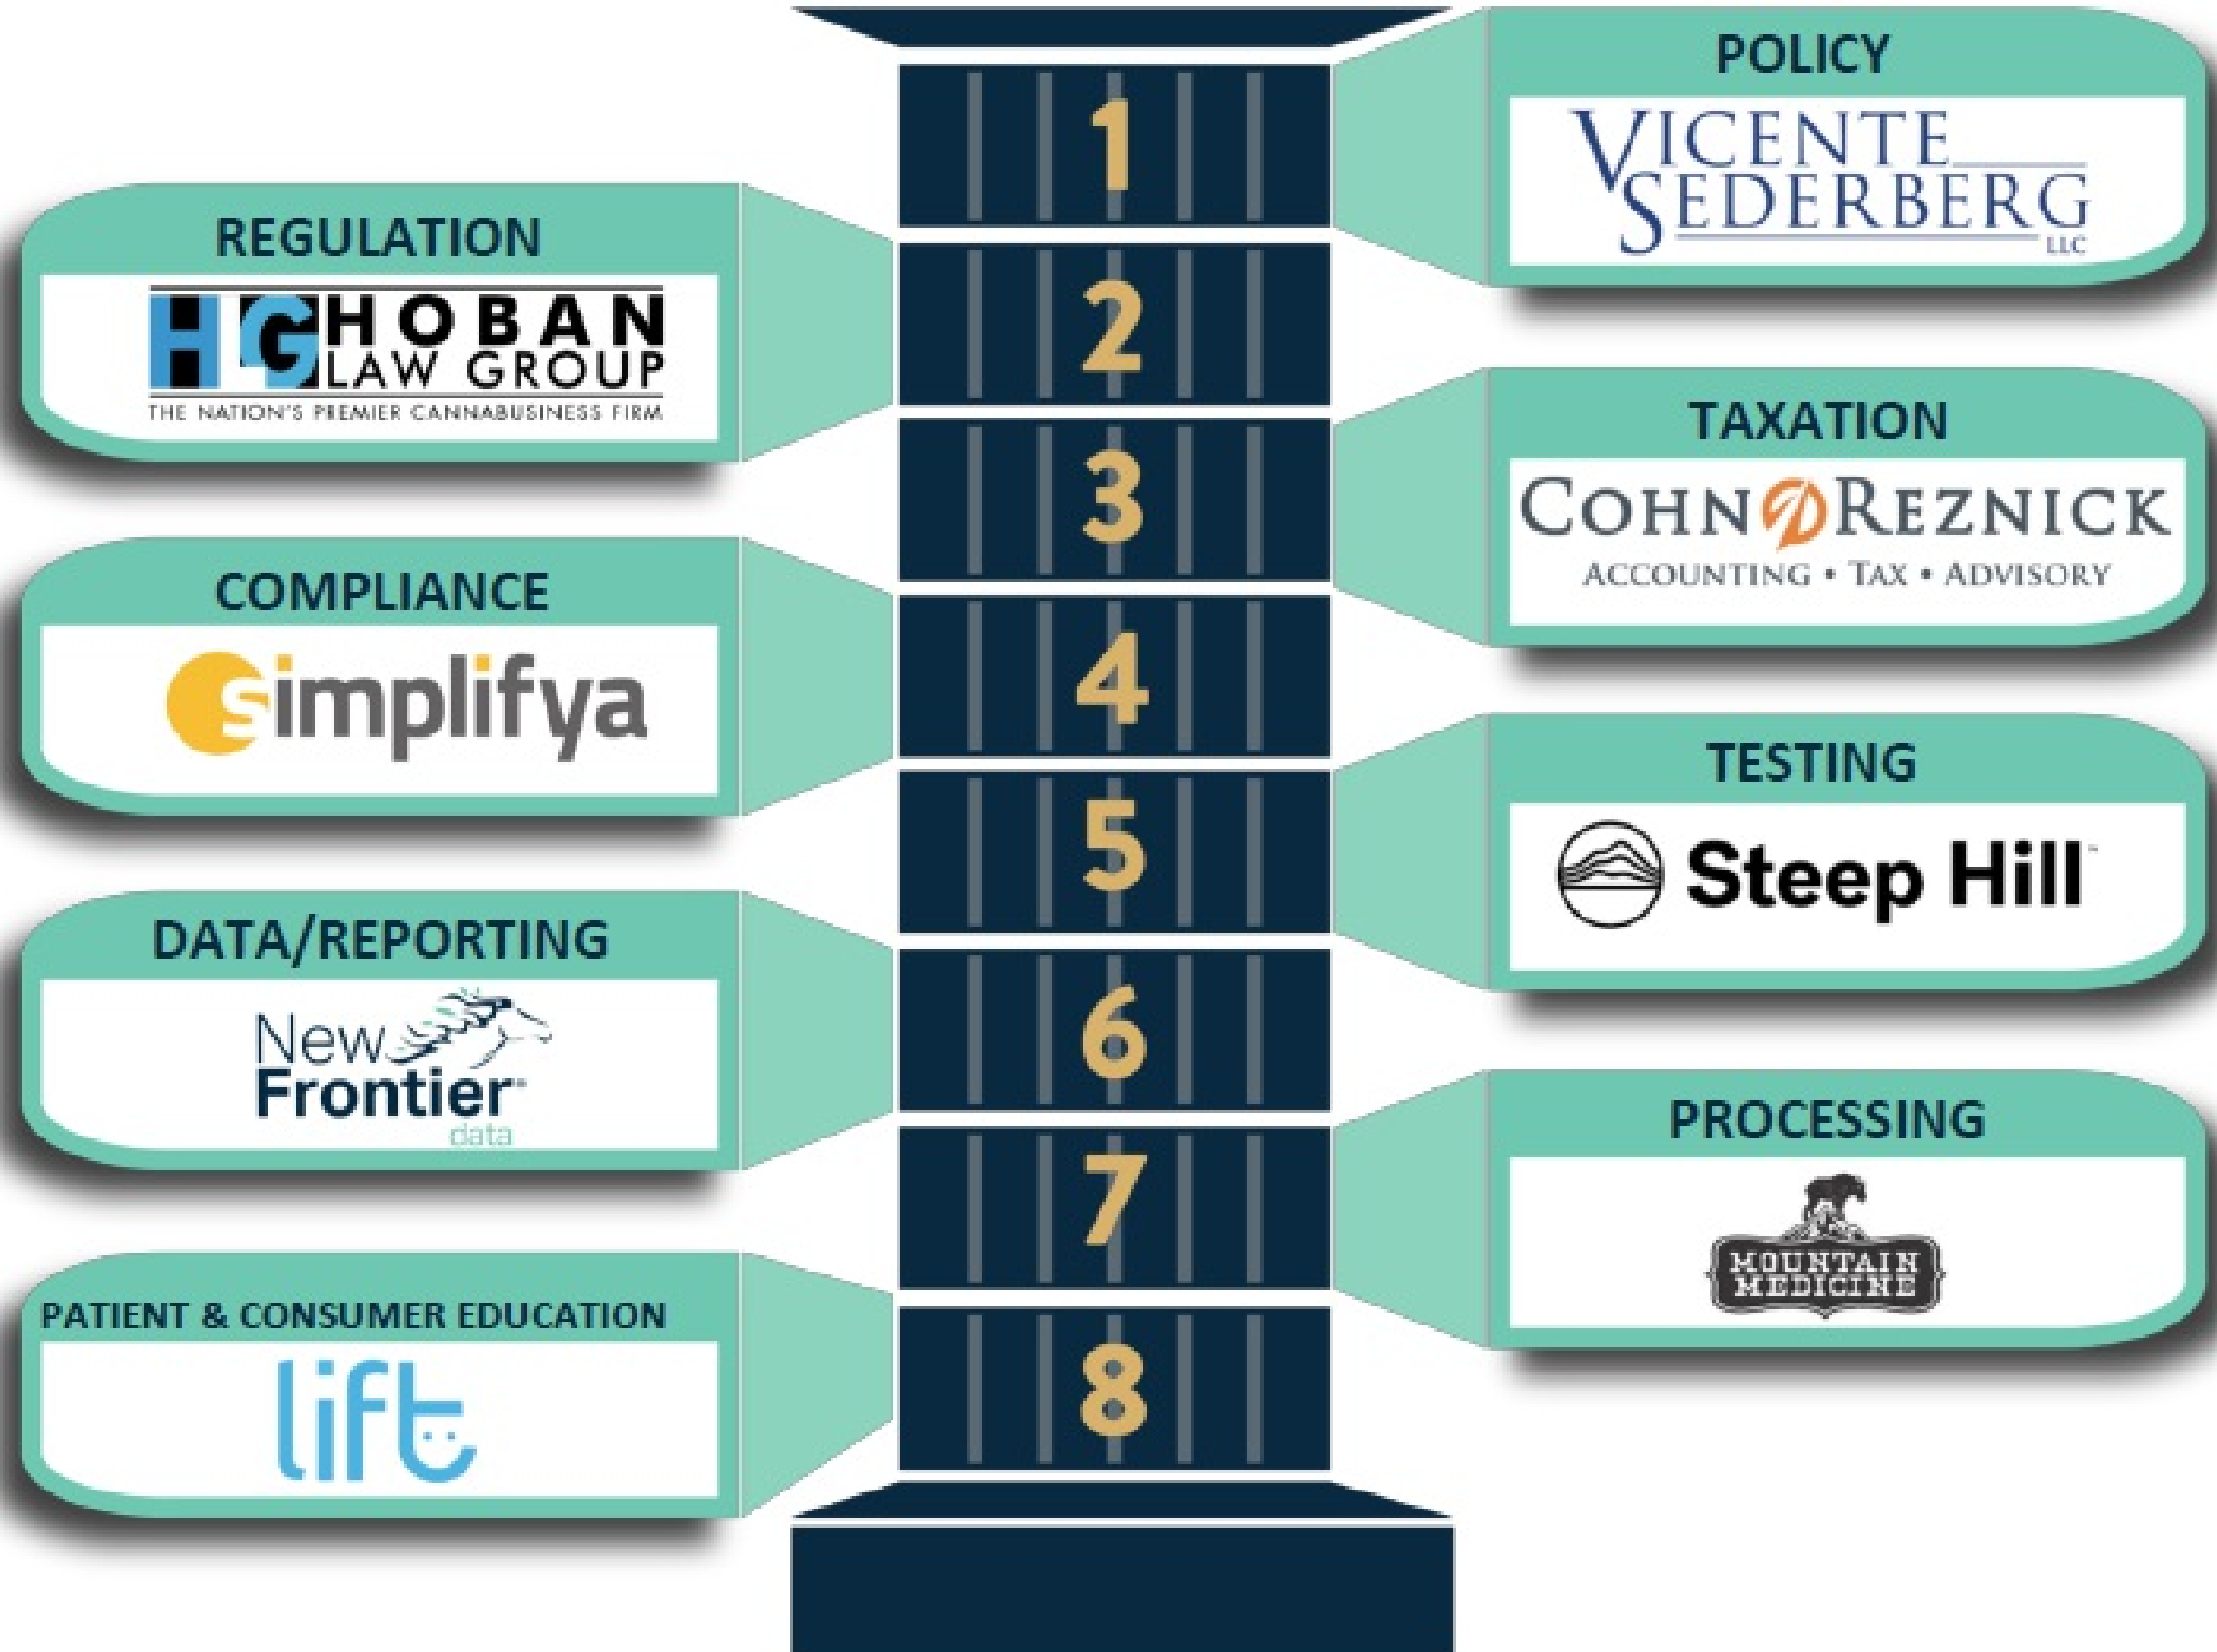 1
POLICY
VICENTE
SEDERBERG
LLC
2
REGULATION
HG HOBAN
LAW GROUP
THE NATION'S PREMIER CANNABUSINESS FIRM
3
TAXATION
COHN REZNICK
ACCOUNTING • TAX • ADVISORY
4
COMPLIANCE
simplifya
5
TESTING
Steep Hill™
6
DATA/REPORTING
New
Frontier
data
7
PROCESSING
MOUNTAIN
MEDICINE
8
PATIENT & CONSUMER EDUCATION
lift